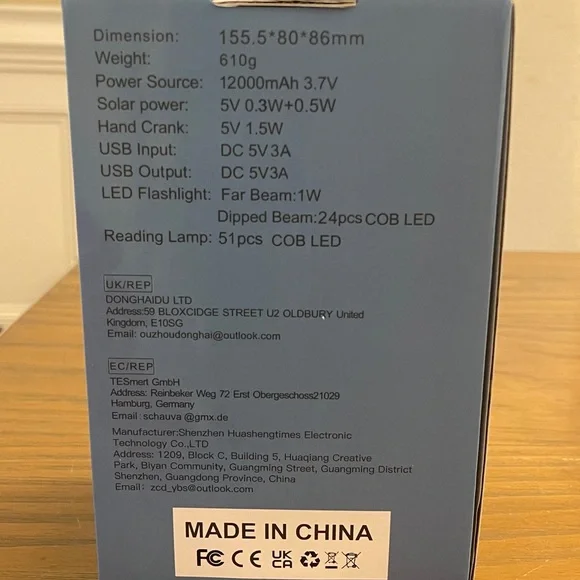 Dimension: 155.5*80*86mm
Weight: 610g
Power Source: 12000mAh 3.7V
Solar power: 5V 0.3W+0.5W
Hand Crank: 5V 1.5W
USB Input: DC 5V3A
USB Output: DC 5V3A
LED Flashlight: Far Beam:1W
Dipped Beam:24pcs COB LED
Reading Lamp: 51pcs COB LED
UK/REP
DONGHAIDU LTD
Address:59 BLOXCIDGE STREET U2 OLDBURY United
Kingdom, E10SG
Email: ouzhoudonghai@outlook.com
EC/REP
TESmert GmbH
Address: Reinbeker Weg 72 Erst Obergeschoss21029
Hamburg, Germany
Email:schauva @gmx.de
Manufacturer:Shenzhen Huashengtimes Electronic
Technology Co.,LTD
Address: 1209, Block C, Building 5, Huaqiang Creative
Park, Biyan Community, Guangming Street, Guangming District
Shenzhen, Guangdong Province, China
Email: zcd_ybs@outlook.com
MADE IN CHINA
FC CE UK CA